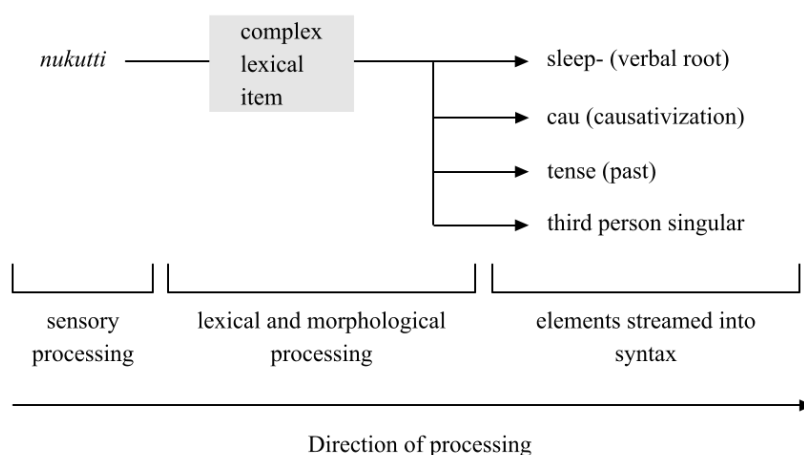 nukutti
complex
lexical
item
sleep- (verbal root)
cau (causativization)
tense (past)
third person singular
sensory
processing
lexical and morphological
processing
elements streamed into
syntax
Direction of processing